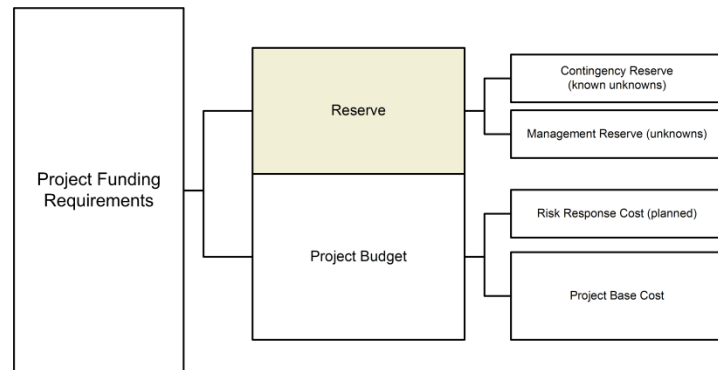 Project Funding
Requirements
Reserve
Project Budget
Contingency Reserve
(known unknowns)
Management Reserve (unknowns)
Risk Response Cost (planned)
Project Base Cost